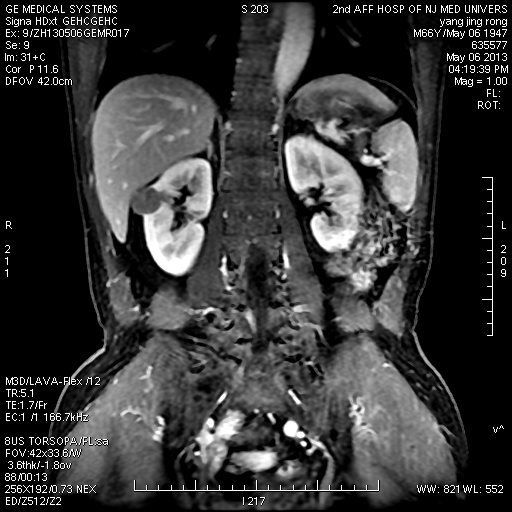 GE MEDICAL SYSTEMS
Signa HDxt GEHCGEHC
Ex: 9/ZH130506GEMR017
Se: 9
Im: 31+C
Cor P 11.6
DFOV 42.0cm
S 203
2nd AFF HOSP OF NJ MED UNIVERS
yang jing rong
M66Y/May 06 1947
635577
May 06 2013
04:19:39 PM
Mag = 1.00
FL:
ROT:
R
2
1
1
L
2
0
9
M3D/LAVA-Flex /12
TR:5.1
TE:1.7/Fr
EC:1 /1 166.7kHz
8US TORSOPA/FL:sa
FOV:42x33.6/W
3.6thk/-1.8ov
88/00:13
256X192/0.73 NEX
ED/Z512/Z2
I 217
v^
WW: 821WL: 552